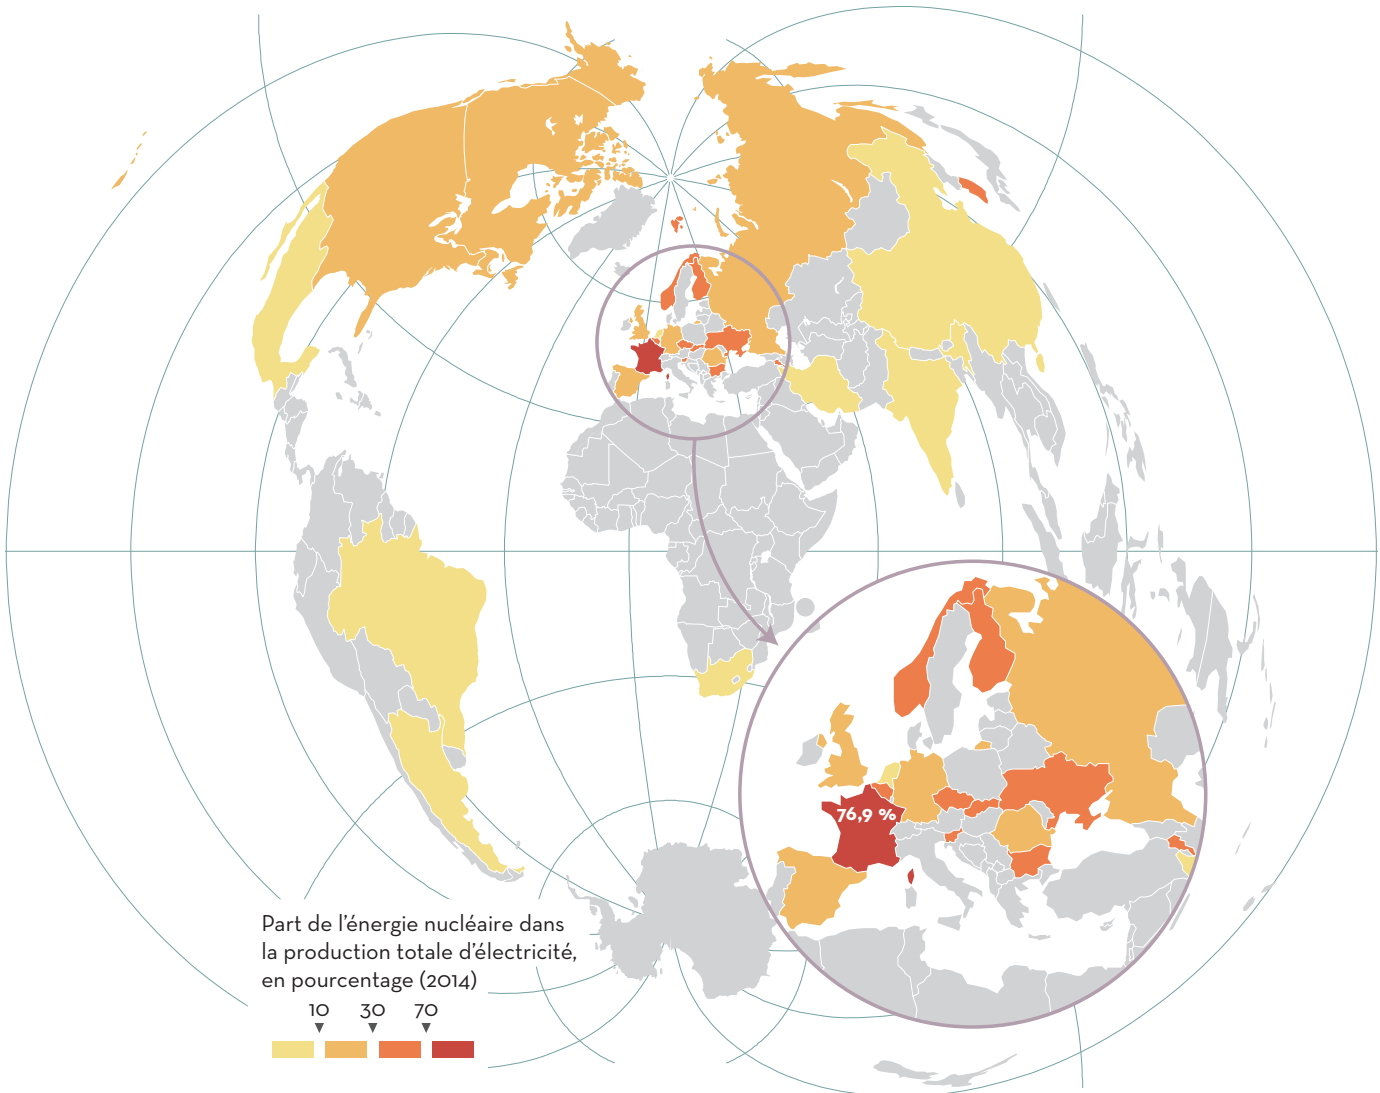 76,9 %
Part de l'énergie nucléaire dans
la production totale d'électricité,
en pourcentage (2014)
10 30 70